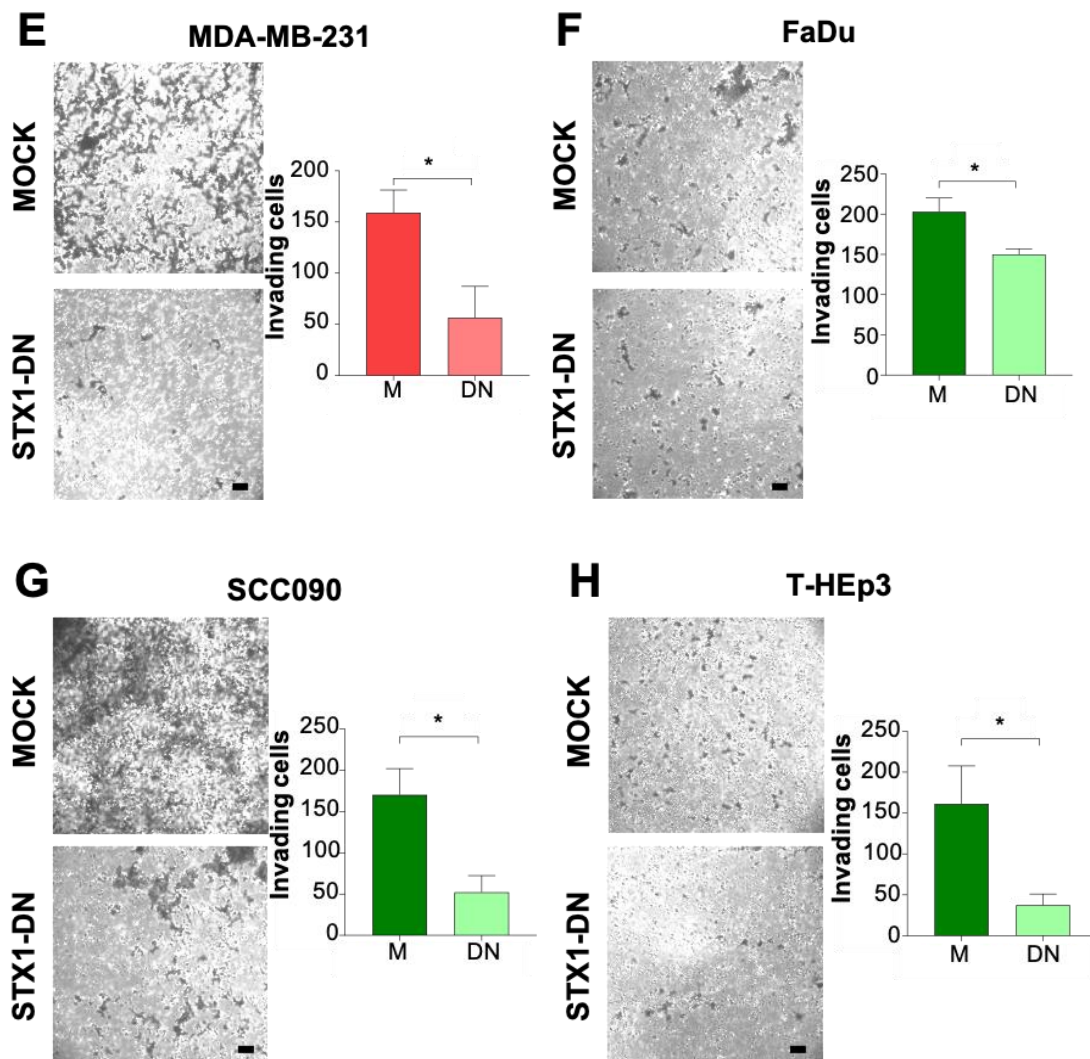 E
MDA-MB-231
MOCK
STX1-DN
Invading cells
200
150
100
50
0
*
M
DN
F
FaDu
MOCK
STX1-DN
Invading cells
250
200
150
100
50
0
*
M
DN
G
SCC090
MOCK
STX1-DN
Invading cells
250
200
150
100
50
0
*
M
DN
H
T-HEp3
MOCK
STX1-DN
Invading cells
250
200
150
100
50
0
*
M
DN